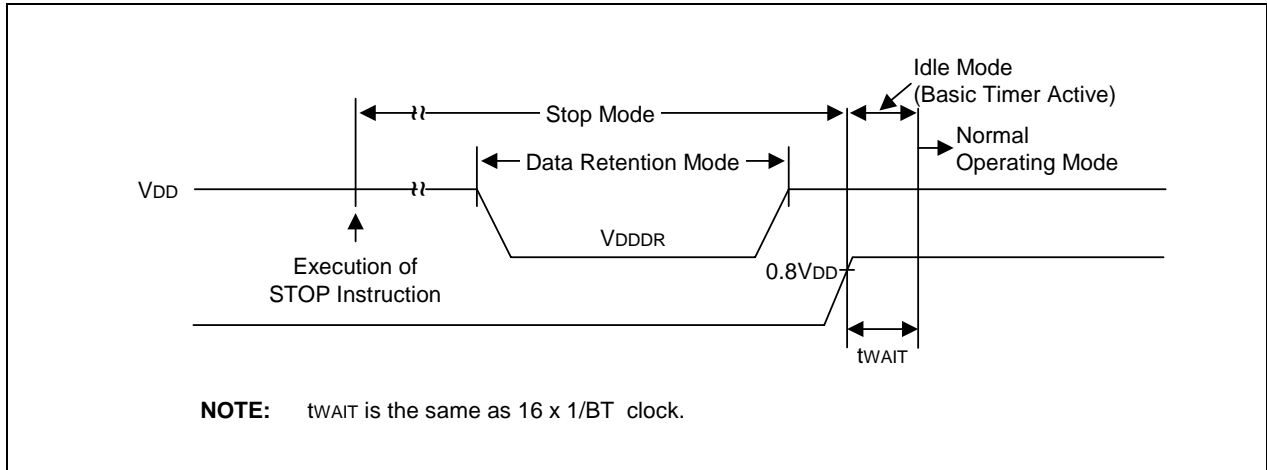 Idle Mode
(Basic Timer Active)
Stop Mode
Normal
Operating Mode
Data Retention Mode
VDD
VDDDR
Execution of
STOP Instruction
0.8VDD
tWAIT
NOTE: tWAIT is the same as 16 x 1/BT clock.